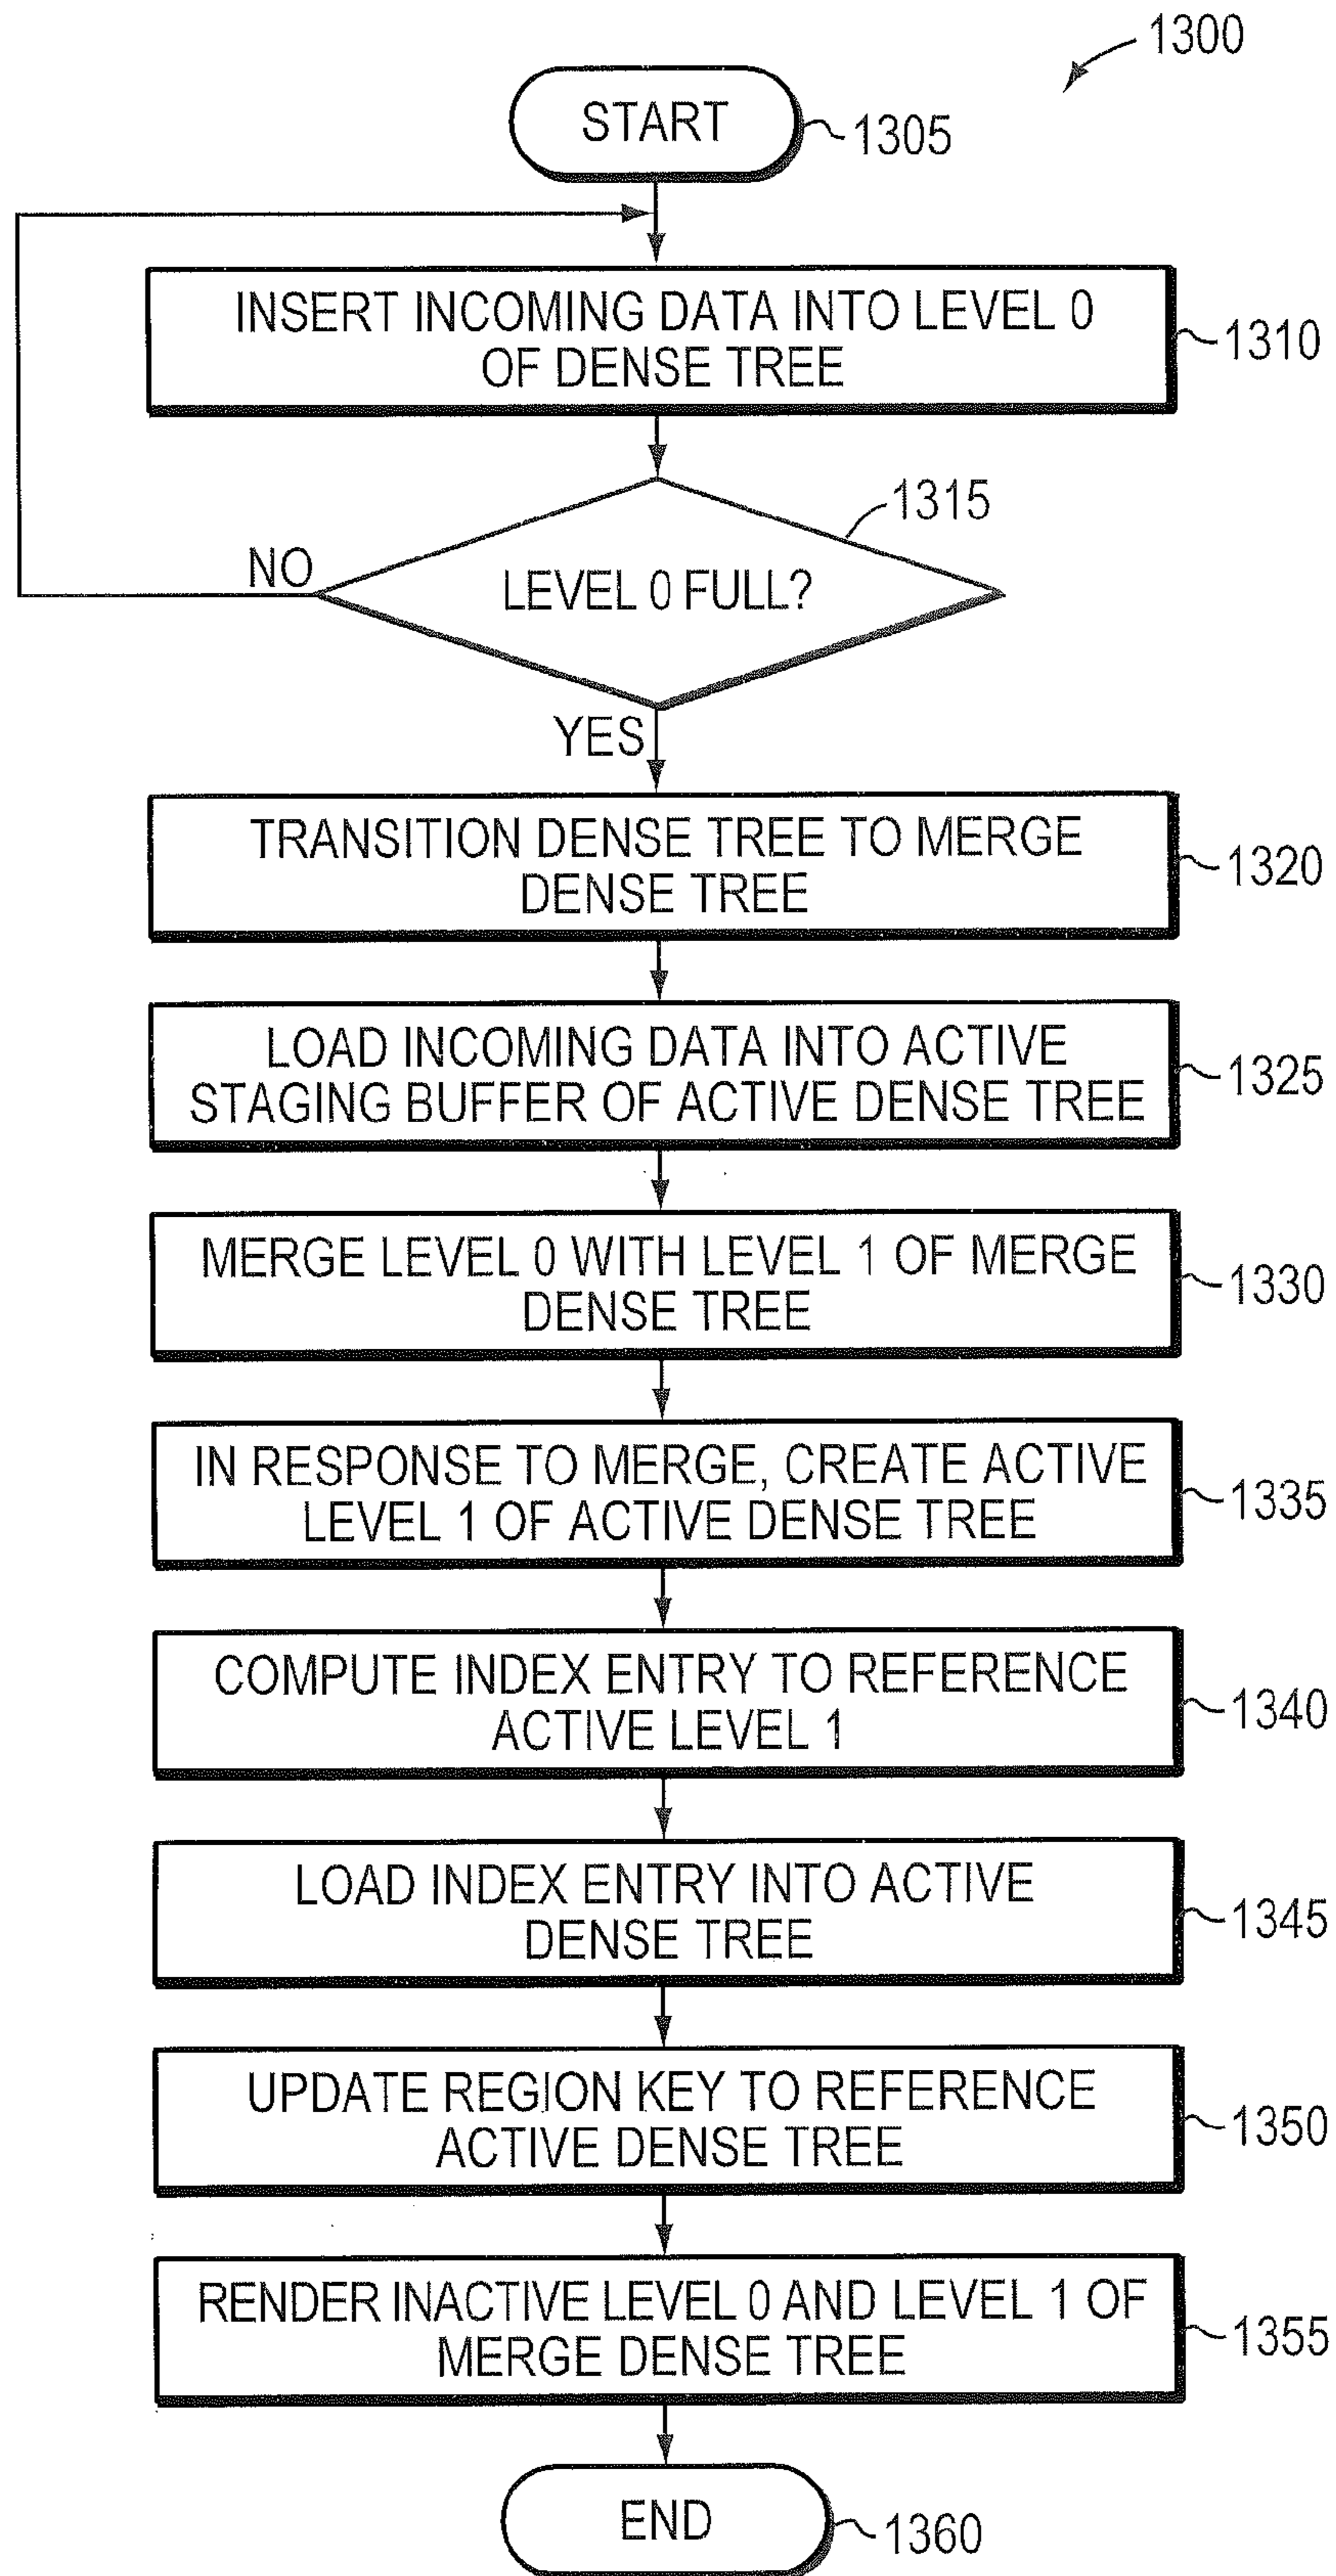 1300
START
1305
INSERT INCOMING DATA INTO LEVEL 0
OF DENSE TREE
1310
1315
LEVEL 0 FULL?
NO
YES
TRANSITION DENSE TREE TO MERGE
DENSE TREE
1320
LOAD INCOMING DATA INTO ACTIVE
STAGING BUFFER OF ACTIVE DENSE TREE
1325
MERGE LEVEL 0 WITH LEVEL 1 OF MERGE
DENSE TREE
1330
IN RESPONSE TO MERGE, CREATE ACTIVE
LEVEL 1 OF ACTIVE DENSE TREE
1335
COMPUTE INDEX ENTRY TO REFERENCE
ACTIVE LEVEL 1
1340
LOAD INDEX ENTRY INTO ACTIVE
DENSE TREE
1345
UPDATE REGION KEY TO REFERENCE
ACTIVE DENSE TREE
1350
RENDER INACTIVE LEVEL 0 AND LEVEL 1 OF
MERGE DENSE TREE
1355
END
1360